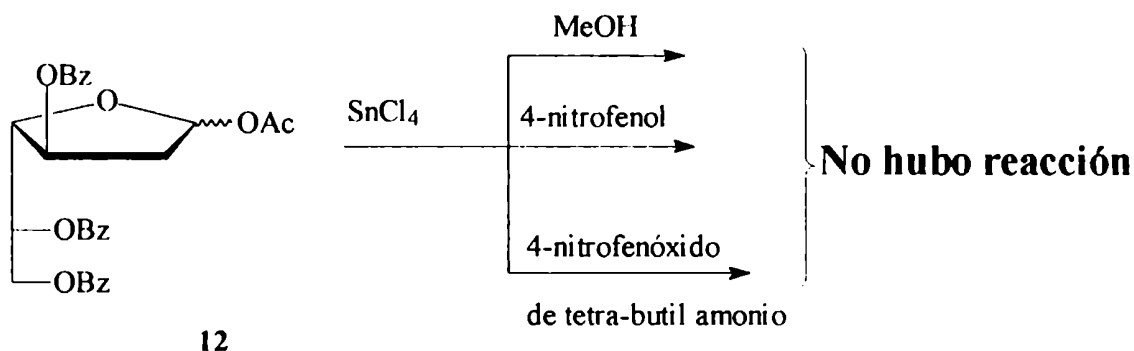 MeOH
OBz
O
OAc
SnCl4
4-nitrofenol
No hubo reacción
OBz
OBz
4-nitrofenóxido
de tetra-butil amonio
12